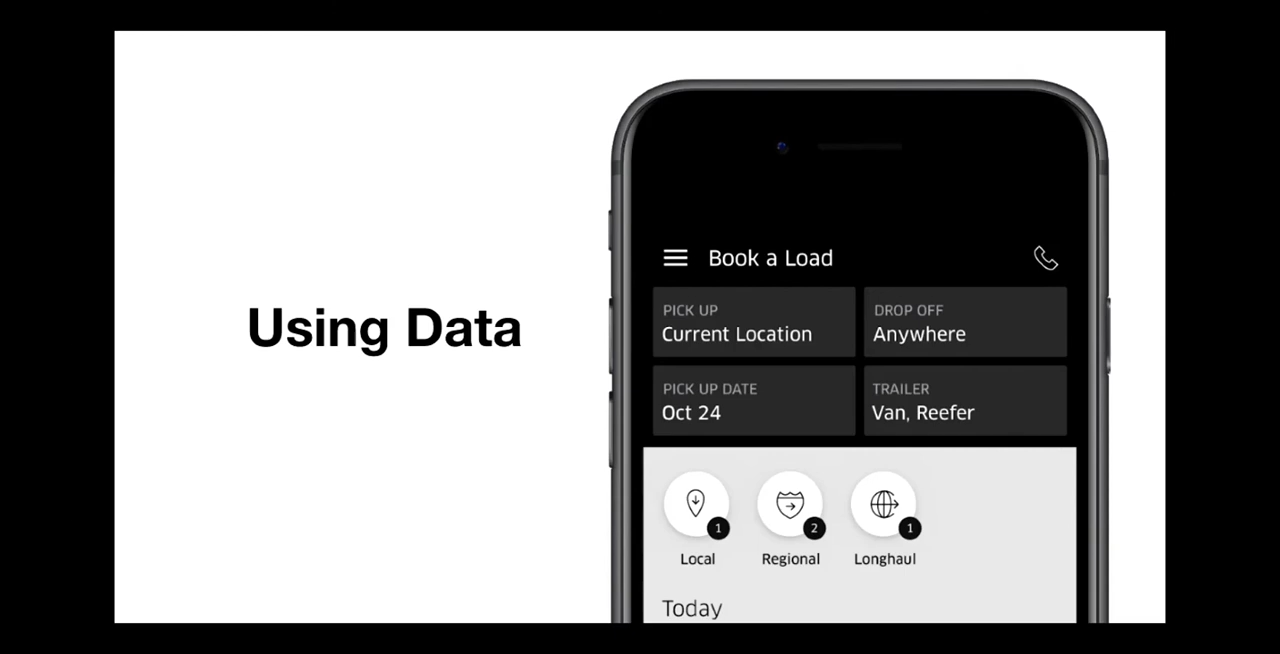 Using Data
Book a Load
PICK UP
Current Location
DROP OFF
Anywhere
PICK UP DATE
Oct 24
TRAILER
Van, Reefer
1
2
1
Local
Regional
Longhaul
Today